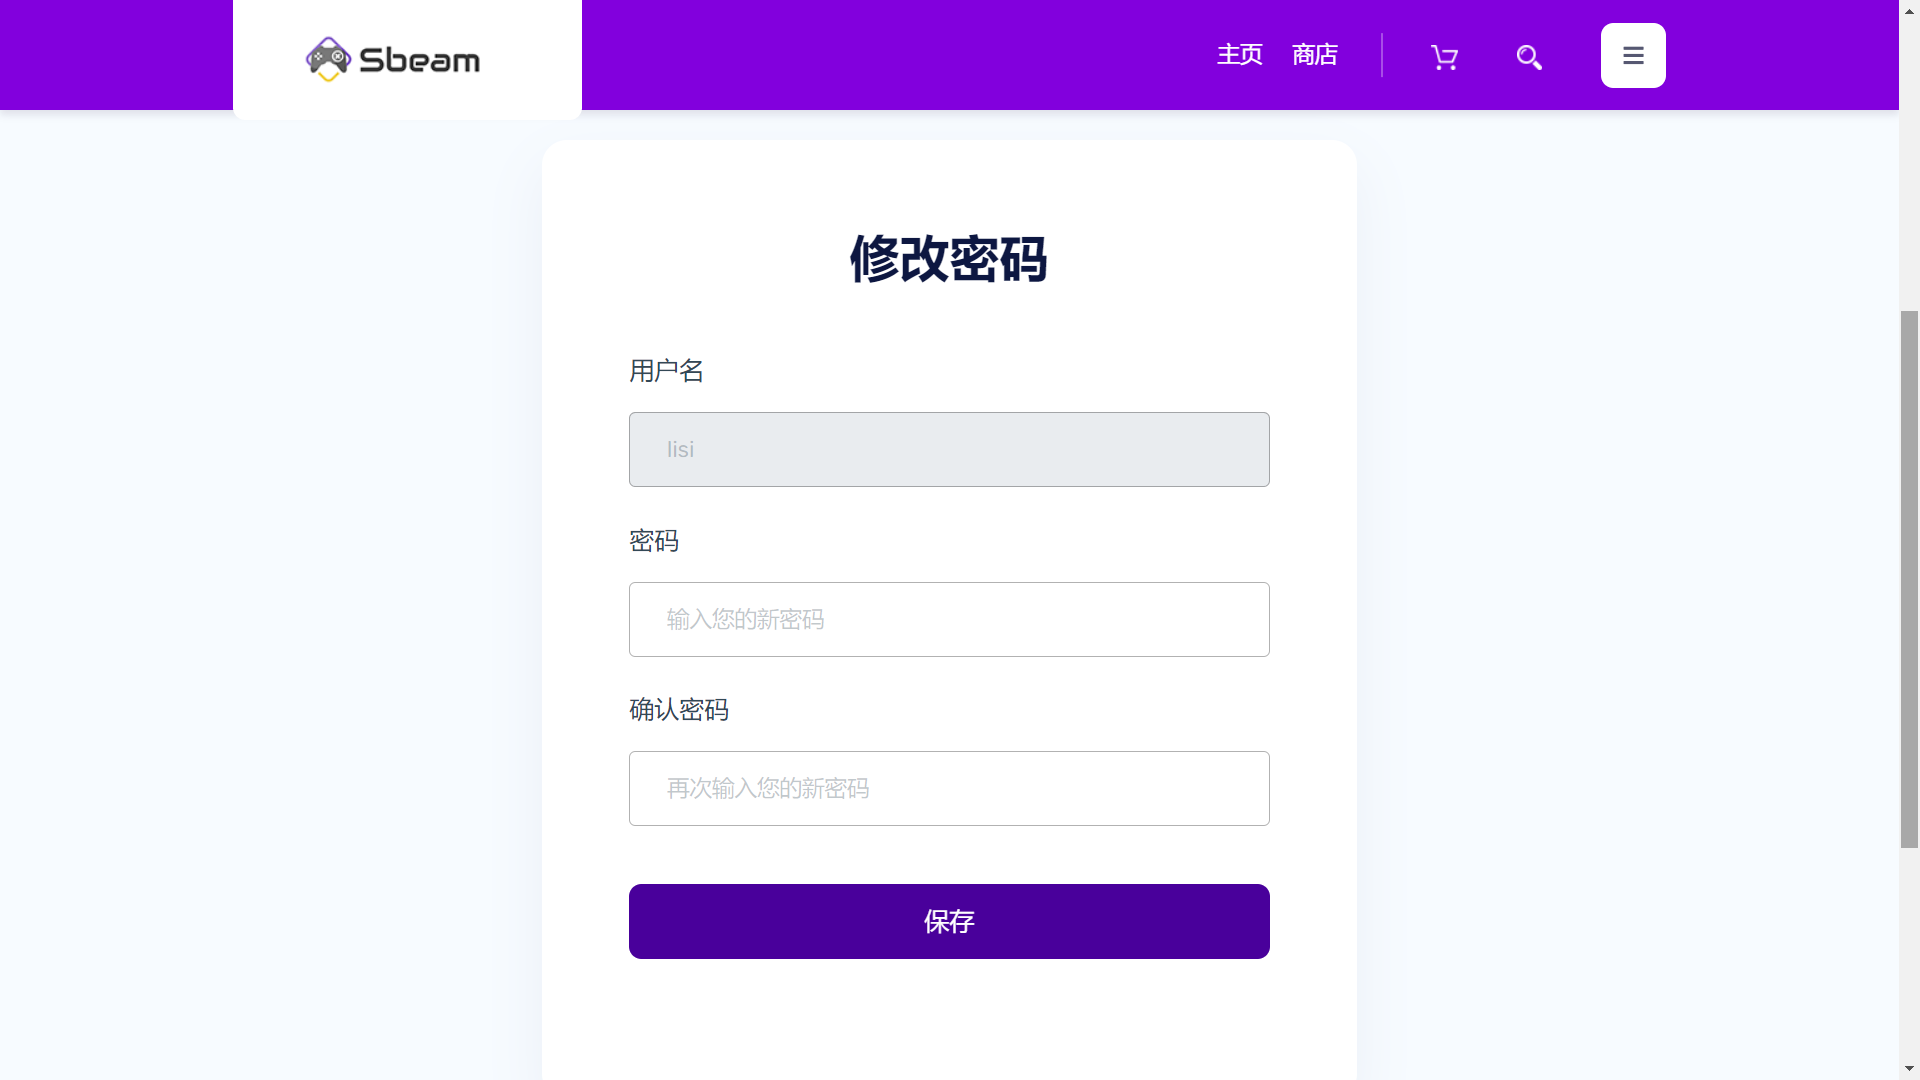 Sbeam
主页
商店
修改密码
用户名
lisi
密码
输入您的新密码
确认密码
再次输入您的新密码
保存